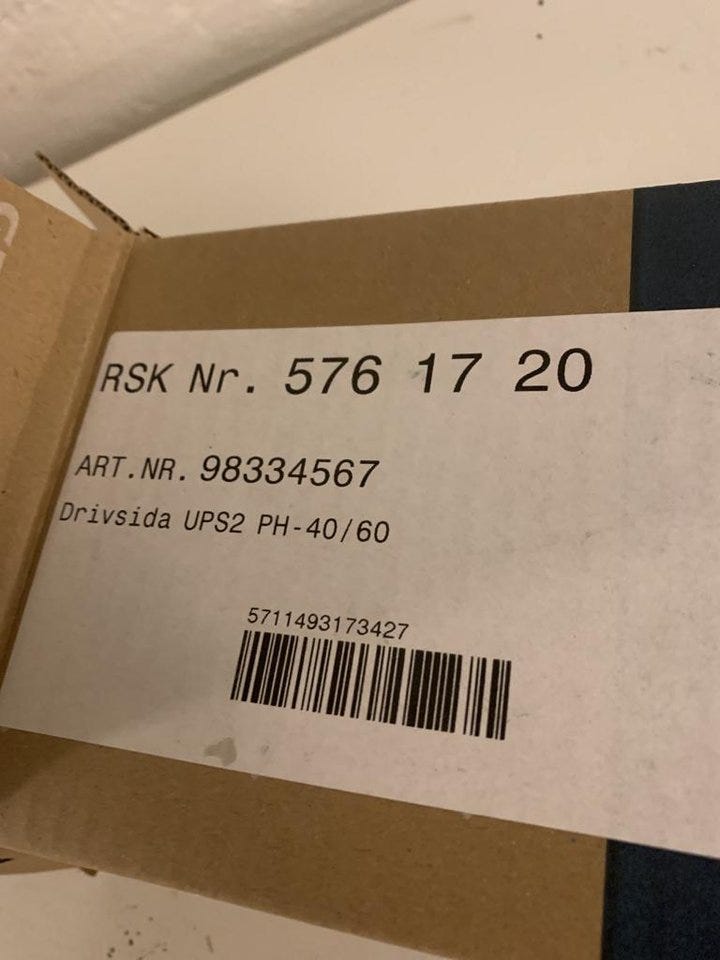 RSK Nr. 576 17 20
ART.NR. 98334567
Drivsida UPS2 PH-40/60
5711493173427